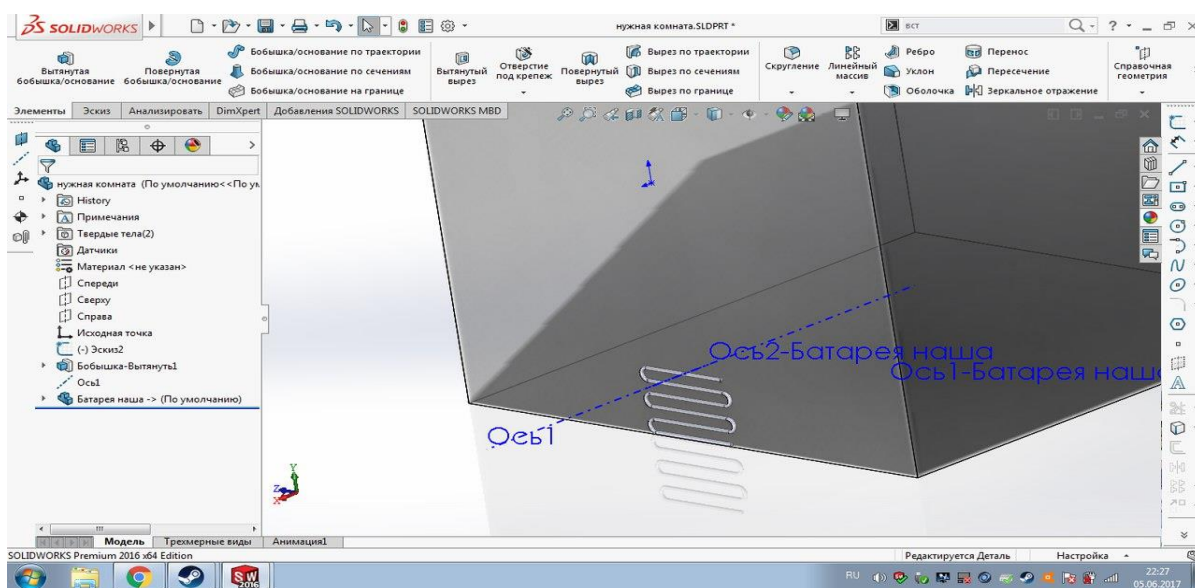 SOLIDWORKS
нужная комната.SLDPRT *
вст
?
Вытянутая бобышка/основание
Повернутая бобышка/основание
Бобышка/основание по траектории
Бобышка/основание по сечениям
Бобышка/основание на границе
Вытянутый вырез
Отверстие под крепеж
Повернутый вырез
Вырез по траектории
Вырез по сечениям
Вырез по границе
Скругление
Линейный массив
Ребро
Уклон
Оболочка
Перенос
Пересечение
Зеркальное отражение
Справочная геометрия
Элементы Эскиз Анализировать DimXpert Добавления SOLIDWORKS SOLIDWORKS MBD
нужная комната (По умолчанию<<По ум
History
Примечания
Твердые тела(2)
Датчики
Материал <не указан>
Спереди
Сверху
Справа
Исходная точка
(-) Эскиз2
Бобышка-Вытянуть1
Ось1
Батарея наша -> (По умолчанию)
Ось2-Батарея наша
Ось1-Батарея наша
Ось1
Y
Z
X
Модель Трехмерные виды Анимация1
SOLIDWORKS Premium 2016 x64 Edition
Редактируется Деталь Настройка
SW 2016
RU
22:27
05.06.2017